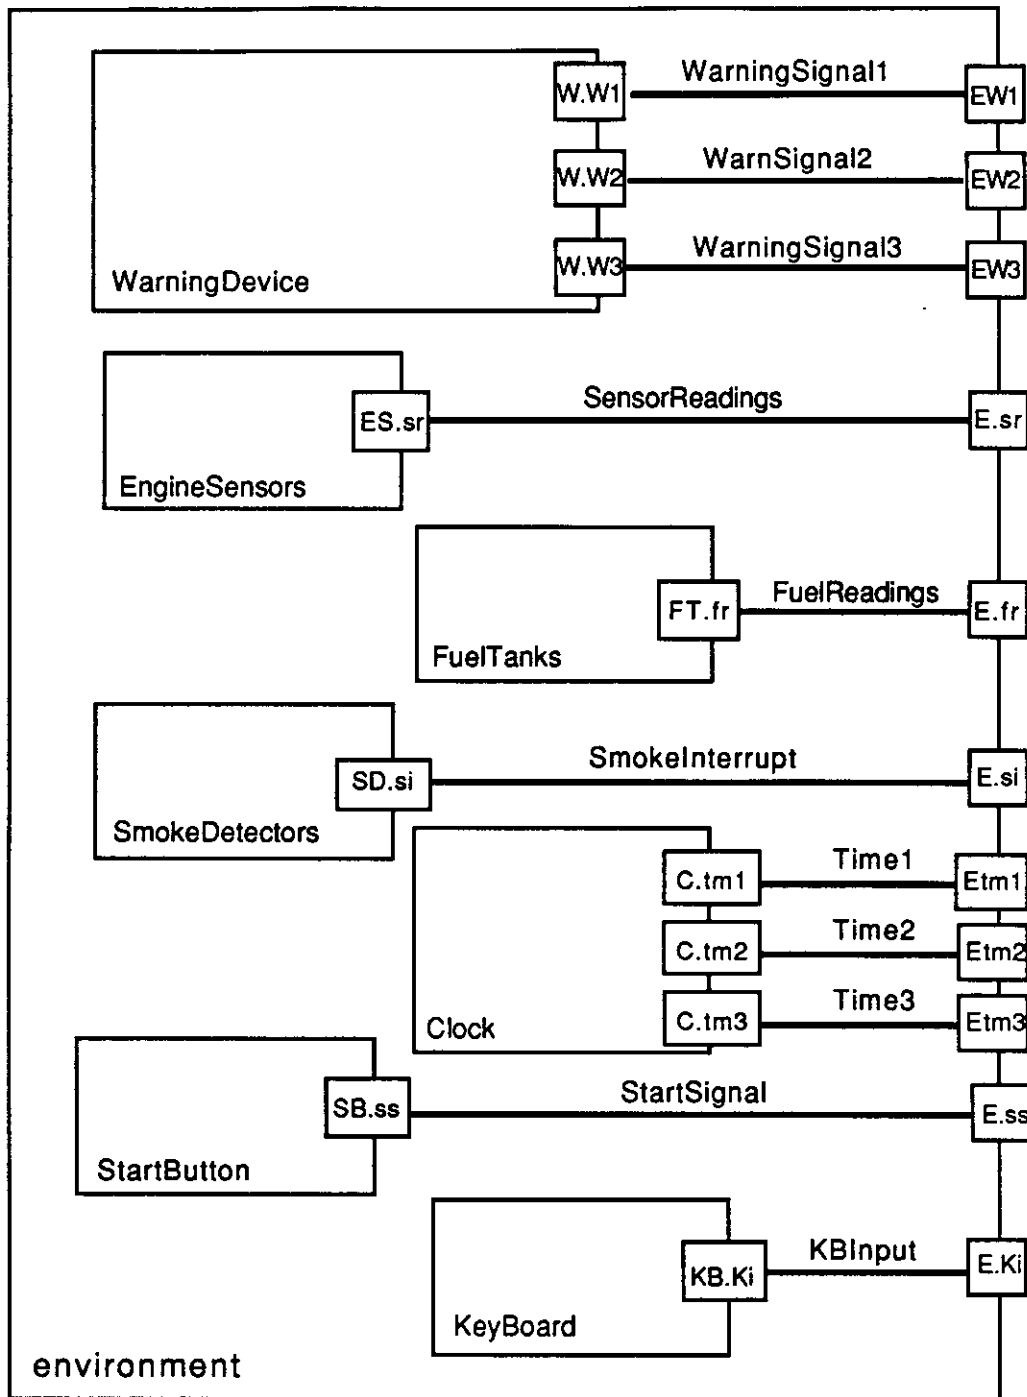 W.W1 WarningSignal1 EW1
W.W2 WarnSignal2 EW2
W.W3 WarningSignal3 EW3
WarningDevice
ES.sr SensorReadings E.sr
EngineSensors
FT.fr FuelReadings E.fr
FuelTanks
SD.si SmokeInterrupt E.si
SmokeDetectors
C.tm1 Time1 Etm1
C.tm2 Time2 Etm2
C.tm3 Time3 Etm3
Clock
SB.ss StartSignal E.ss
StartButton
KB.Ki KBInput E.Ki
KeyBoard
environment